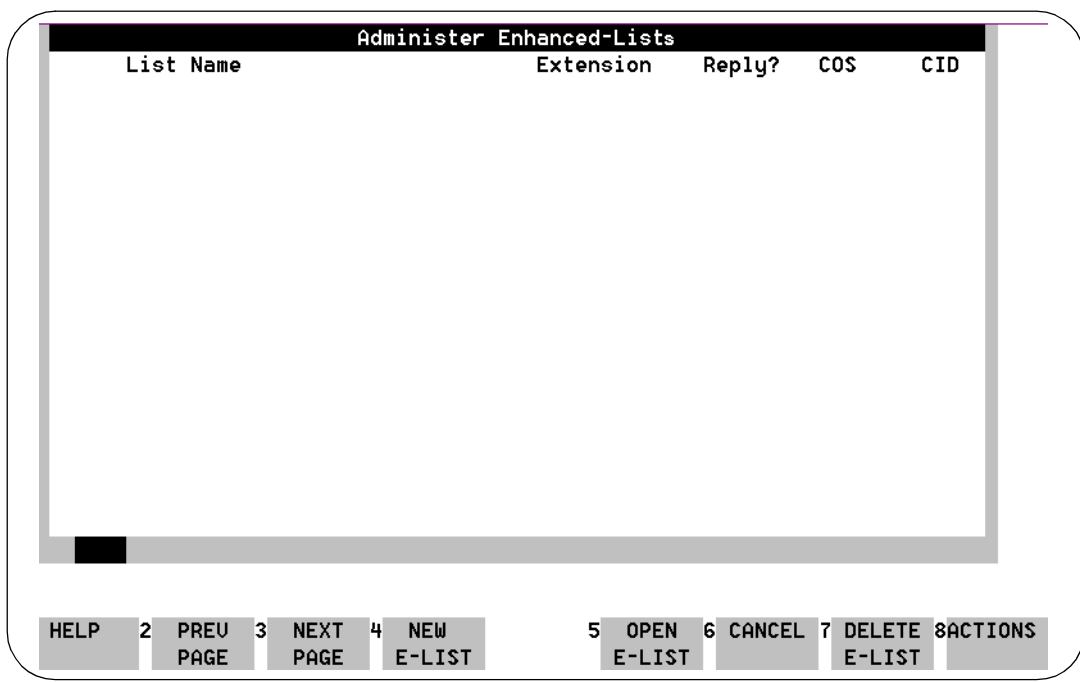 Administer Enhanced-Lists
List Name Extension Reply? COS CID
HELP 2 PREV 3 NEXT 4 NEW 5 OPEN 6 CANCEL 7 DELETE 8ACTIONS
PAGE PAGE E-LIST E-LIST E-LIST